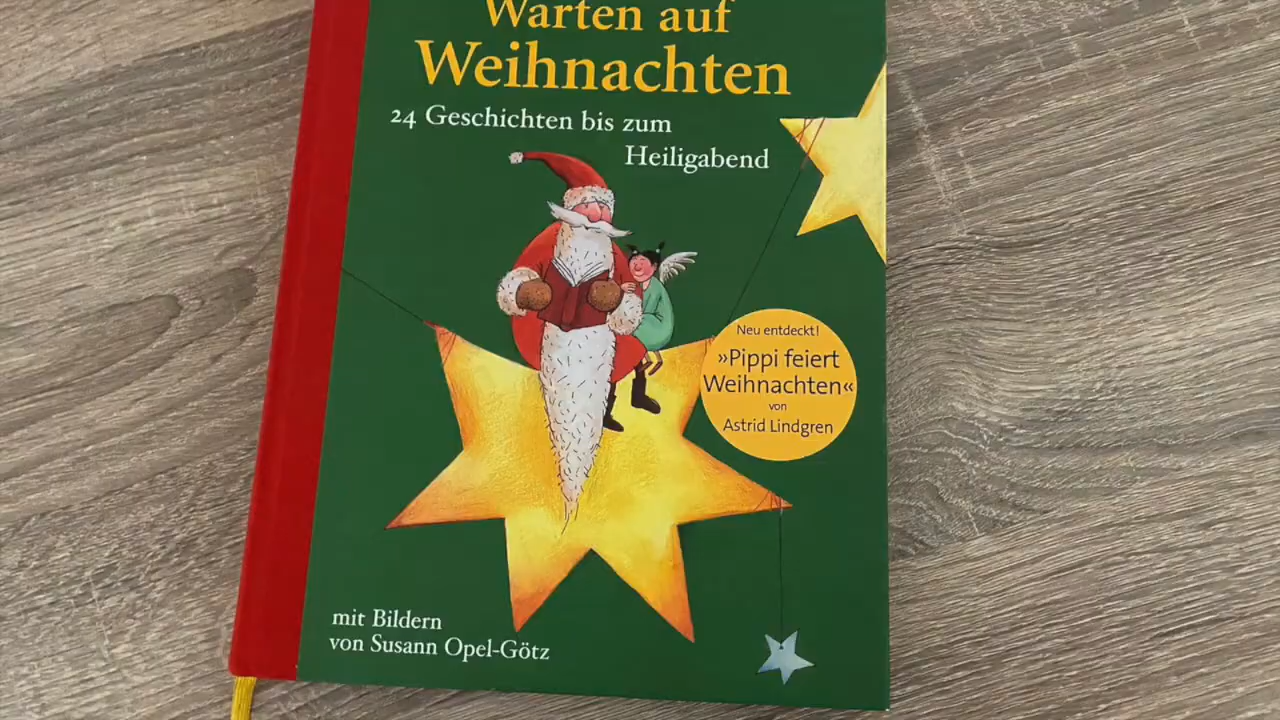 Warten auf
Weihnachten
24 Geschichten bis zum
Heiligabend
Neu entdeckt!
»Pippi feiert
Weihnachten«
von
Astrid Lindgren
mit Bildern
von Susann Opel-Götz